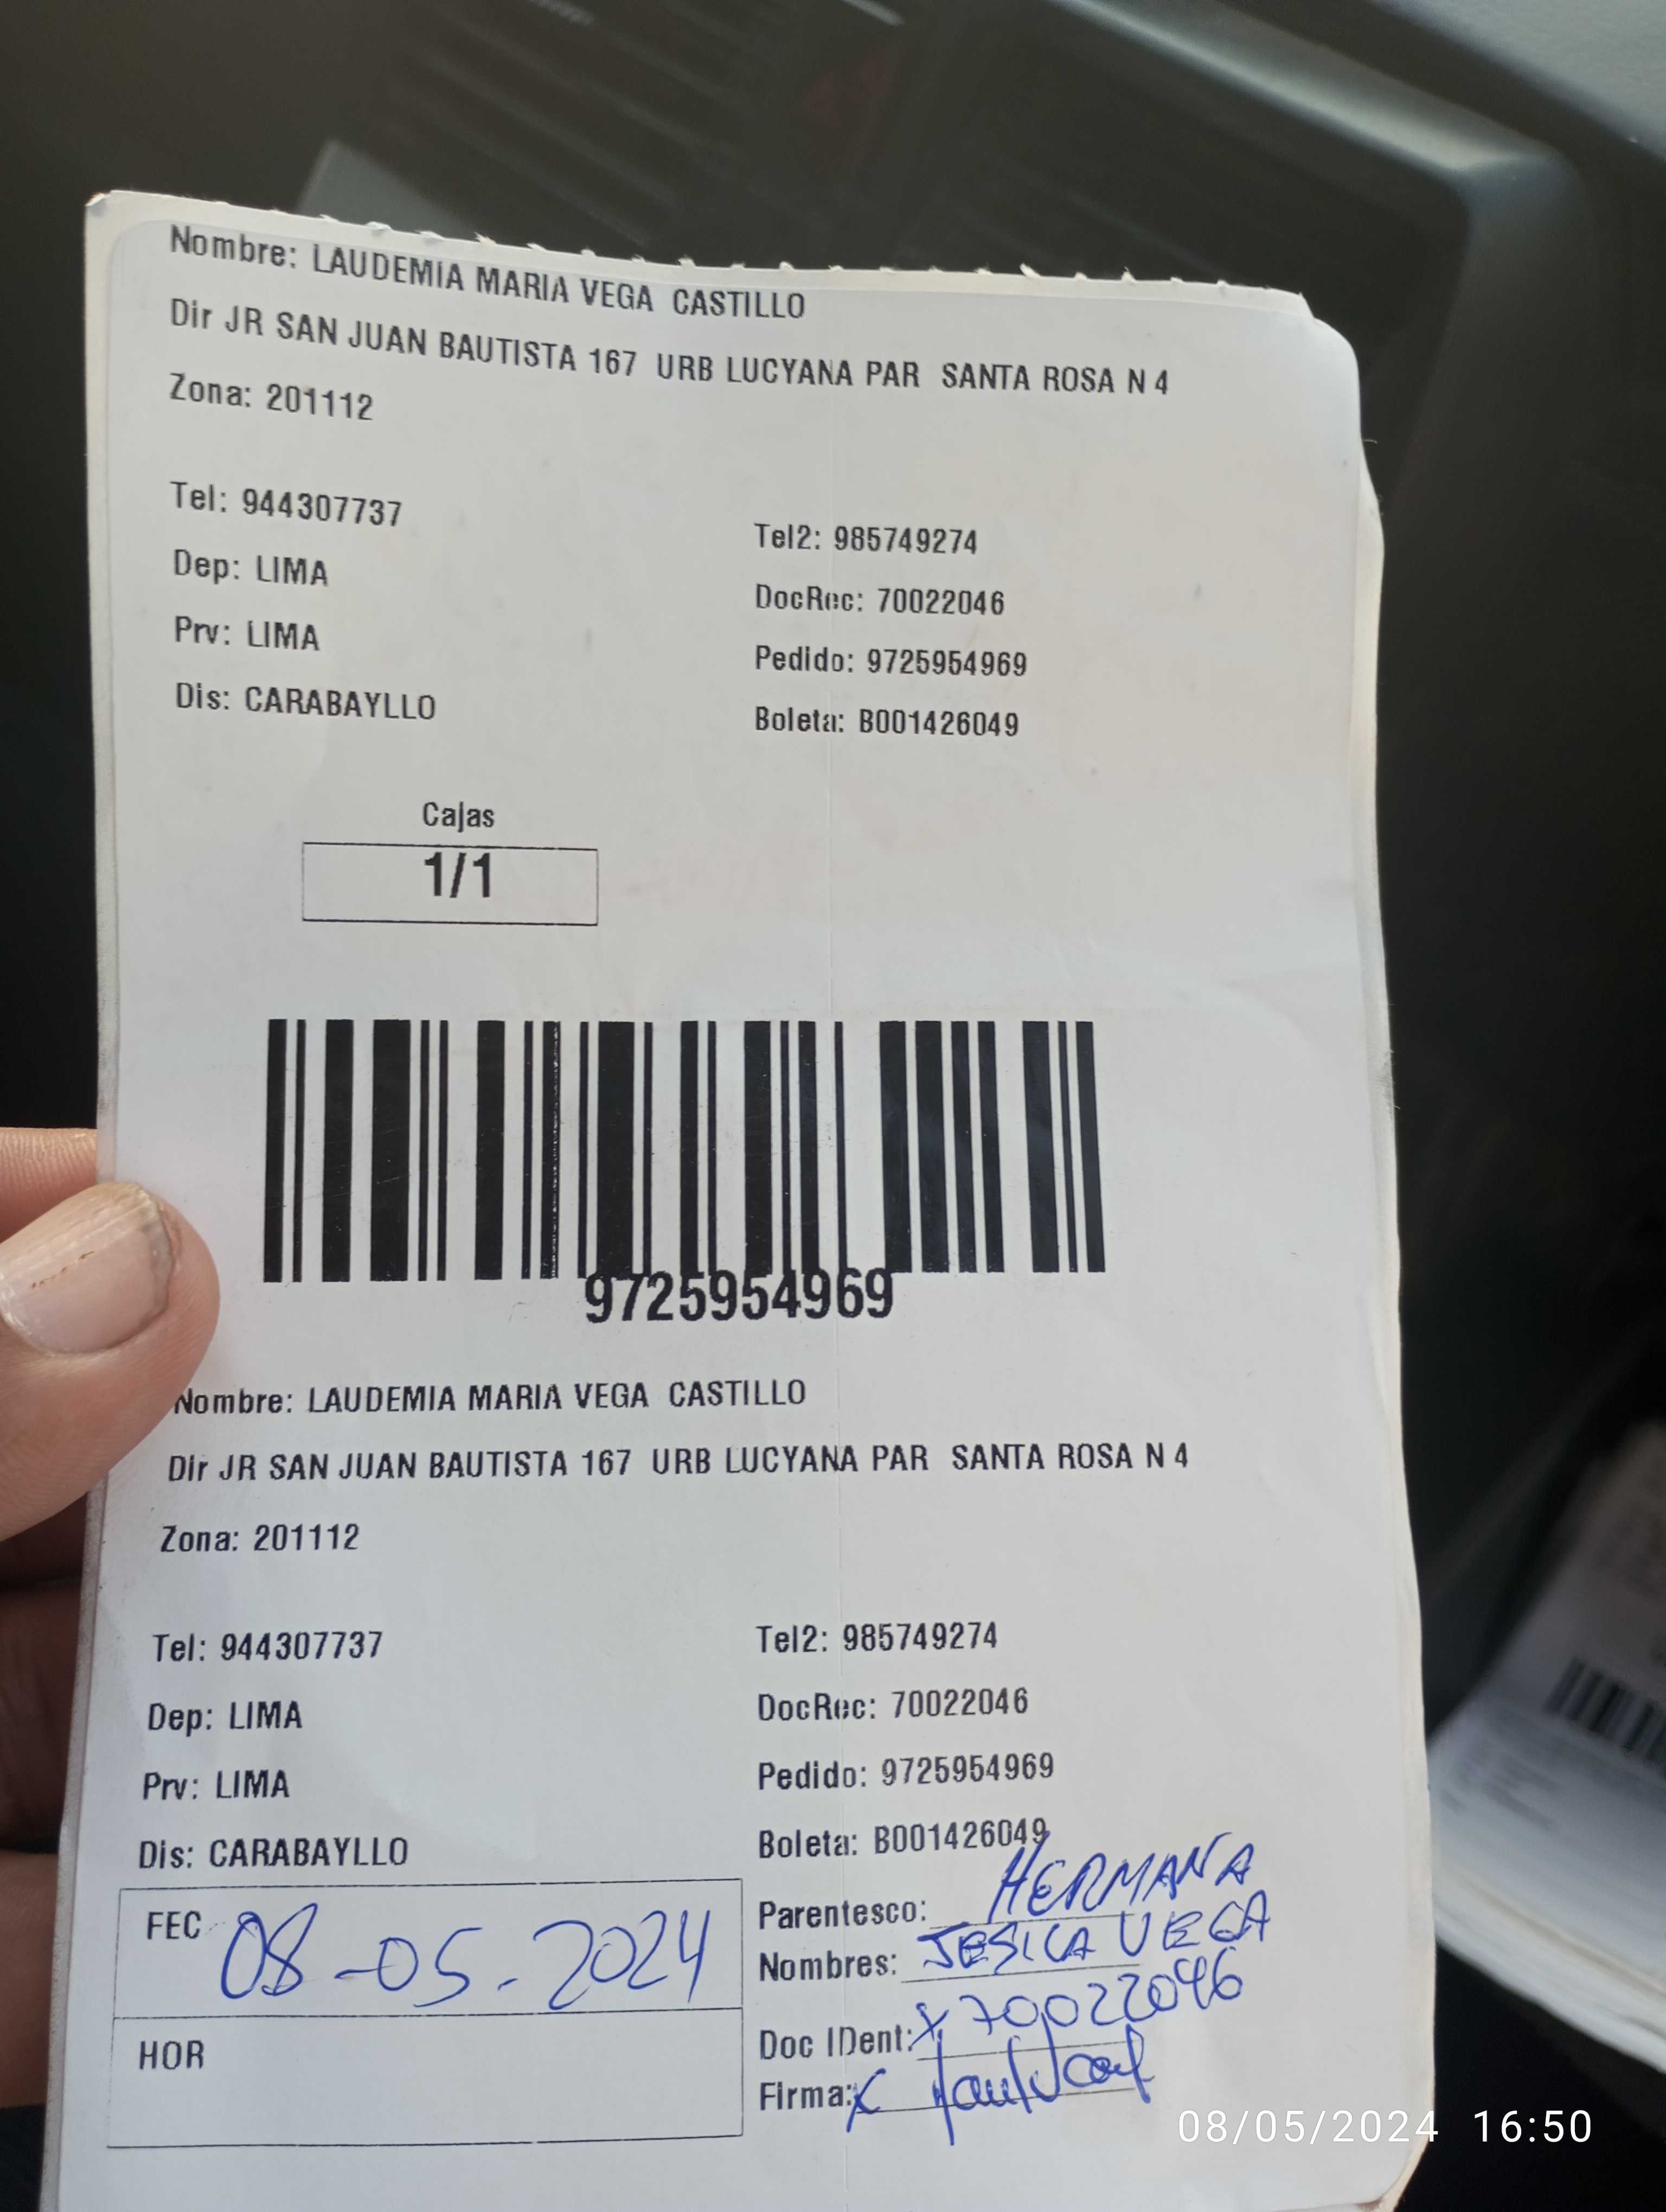 Nombre: LAUDEMIA MARIA VEGA CASTILLO
Dir JR SAN JUAN BAUTISTA 167 URB LUCYANA PAR SANTA ROSA N 4
Zona: 201112
Tel: 944307737
Tel2: 985749274
Dep: LIMA
DocRec: 70022046
Prv: LIMA
Pedido: 9725954969
Dis: CARABAYLLO
Boleta: B001426049
Cajas
1/1
9725954969
Nombre: LAUDEMIA MARIA VEGA CASTILLO
Dir JR SAN JUAN BAUTISTA 167 URB LUCYANA PAR SANTA ROSA N 4
Zona: 201112
Tel: 944307737
Tel2: 985749274
Dep: LIMA
DocRec: 70022046
Prv: LIMA
Pedido: 9725954969
Dis: CARABAYLLO
Boleta: B001426049
FEC 08-05-2024
Parentesco: HERMANA
Nombres: JESICA VEGA
HOR
Doc IDent: X 70022046
Firma: X
08/05/2024 16:50